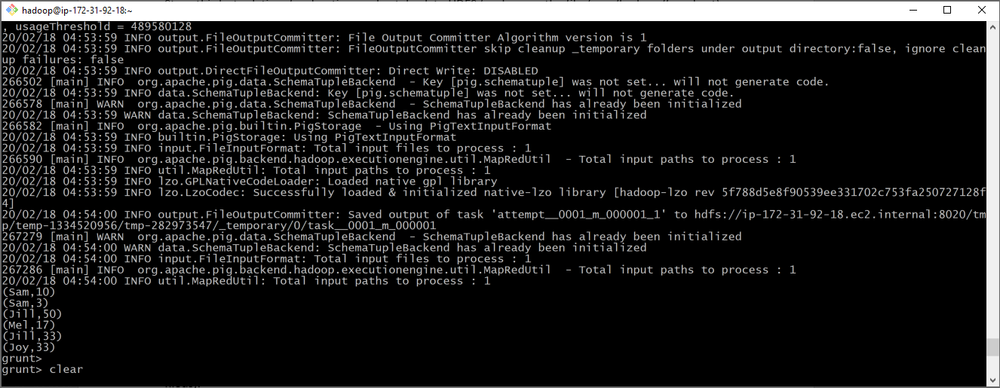 hadoop@ip-172-31-92-18:~
, usageThreshold = 489580128
20/02/18 04:53:59 INFO output.FileOutputCommitter: File Output Committer Algorithm version is 1
20/02/18 04:53:59 INFO output.FileOutputCommitter: FileOutputCommitter skip cleanup _temporary folders under output directory:false, ignore clean
up failures: false
20/02/18 04:53:59 INFO output.DirectFileOutputCommitter: Direct Write: DISABLED
266502 [main] INFO  org.apache.pig.data.SchemaTupleBackend  - Key [pig.schematuple] was not set... will not generate code.
20/02/18 04:53:59 INFO data.SchemaTupleBackend: Key [pig.schematuple] was not set... will not generate code.
266578 [main] WARN  org.apache.pig.data.SchemaTupleBackend  - SchemaTupleBackend has already been initialized
20/02/18 04:53:59 WARN data.SchemaTupleBackend: SchemaTupleBackend has already been initialized
266582 [main] INFO  org.apache.pig.builtin.PigStorage  - Using PigTextInputFormat
20/02/18 04:53:59 INFO builtin.PigStorage: Using PigTextInputFormat
20/02/18 04:53:59 INFO input.FileInputFormat: Total input files to process : 1
266590 [main] INFO  org.apache.pig.backend.hadoop.executionengine.util.MapRedUtil  - Total input paths to process : 1
20/02/18 04:53:59 INFO util.MapRedUtil: Total input paths to process : 1
20/02/18 04:53:59 INFO lzo.GPLNativeCodeLoader: Loaded native gpl library
20/02/18 04:53:59 INFO lzo.LzoCodec: Successfully loaded & initialized native-lzo library [hadoop-lzo rev 5f788d5e8f90539ee331702c753fa250727128f
4]
20/02/18 04:54:00 INFO output.FileOutputCommitter: Saved output of task 'attempt__0001_m_000001_1' to hdfs://ip-172-31-92-18.ec2.internal:8020/tm
p/temp-1334520956/tmp-282973547/_temporary/0/task__0001_m_000001
267279 [main] WARN  org.apache.pig.data.SchemaTupleBackend  - SchemaTupleBackend has already been initialized
20/02/18 04:54:00 WARN data.SchemaTupleBackend: SchemaTupleBackend has already been initialized
20/02/18 04:54:00 INFO input.FileInputFormat: Total input files to process : 1
267286 [main] INFO  org.apache.pig.backend.hadoop.executionengine.util.MapRedUtil  - Total input paths to process : 1
20/02/18 04:54:00 INFO util.MapRedUtil: Total input paths to process : 1
(Sam,10)
(Sam,3)
(Jill,50)
(Mel,17)
(Jill,33)
(Joy,33)
grunt>
grunt> clear